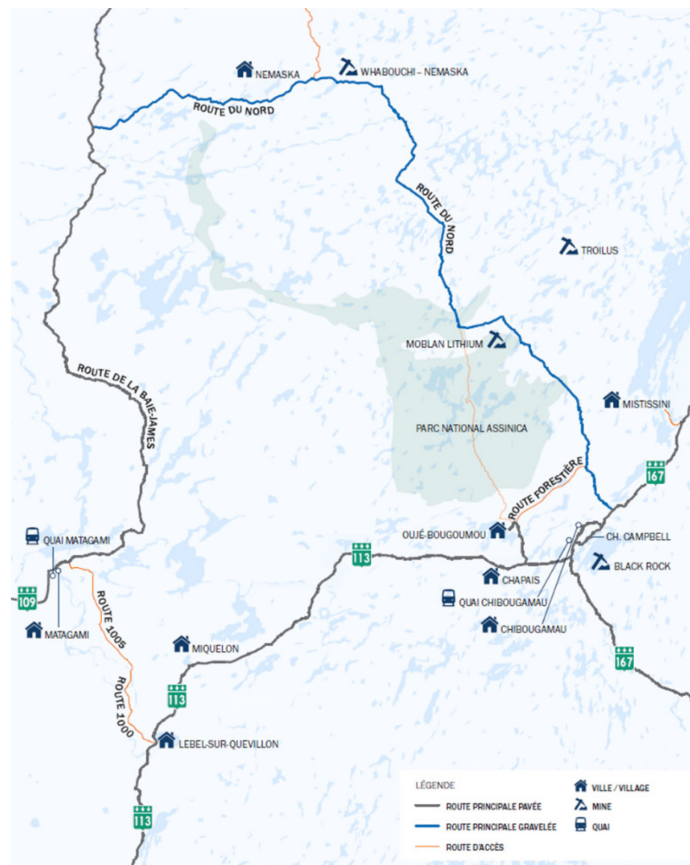 NEMASKA
WHABOUCHI – NEMASKA
ROUTE DU NORD
ROUTE DU NORD
TROILUS
MOBLAN LITHIUM
ROUTE DE LA BAIE-JAMES
MISTISSINI
PARC NATIONAL ASSINICA
ROUTE FORESTIÈRE
167
OUJÉ-BOUGOUMOU
CH. CAMPBELL
QUAI MATAGAMI
113
BLACK ROCK
CHAPAIS
109
QUAI CHIBOUGAMAU
MATAGAMI
ROUTE 1005
CHIBOUGAMAU
MIQUELON
167
ROUTE 1000
113
LEBEL-SUR-QUEVILLON
113
LÉGENDE
ROUTE PRINCIPALE PAVÉE
ROUTE PRINCIPALE GRAVELÉE
ROUTE D'ACCÈS
VILLE / VILLAGE
MINE
QUAI